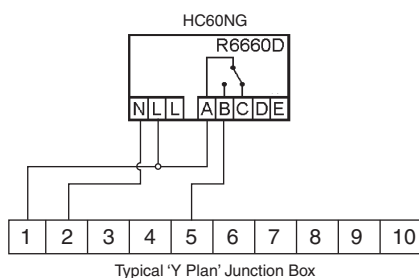 HC60NG
R6660D
N L L A B C D E
1 2 3 4 5 6 7 8 9 10
Typical 'Y Plan' Junction Box